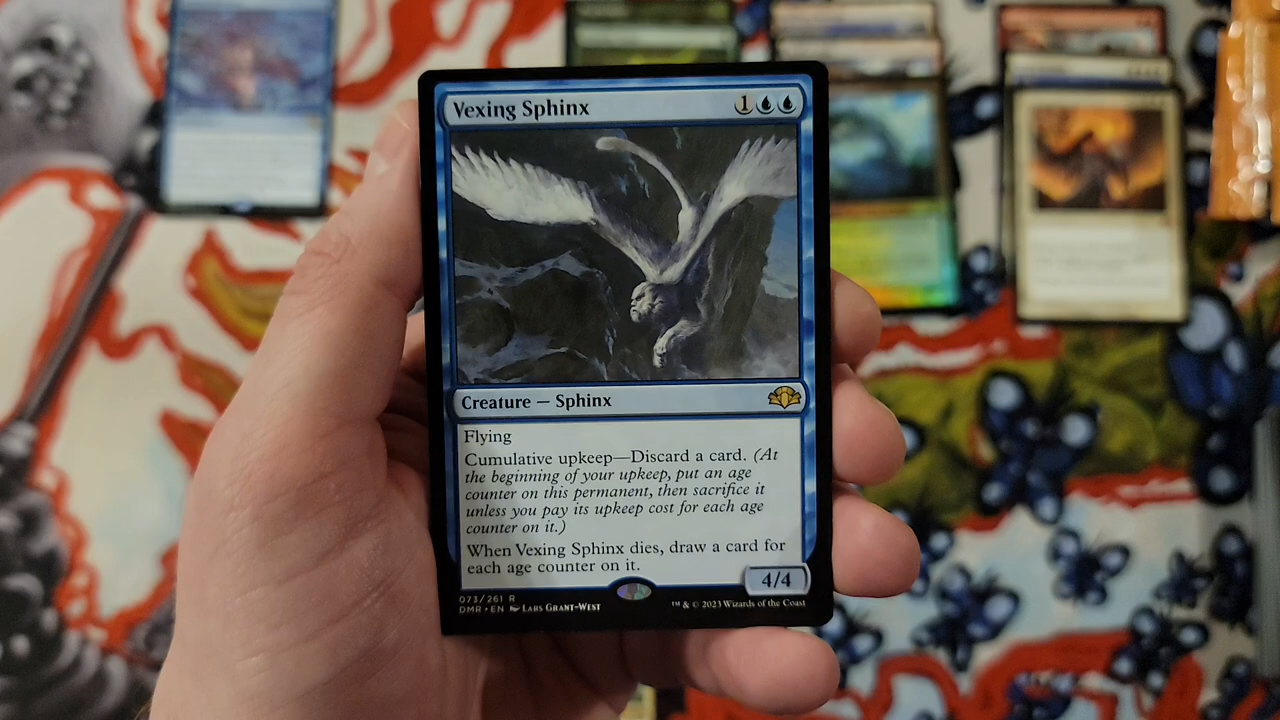 Vexing Sphinx 1
Creature — Sphinx
Flying
Cumulative upkeep—Discard a card. (At
the beginning of your upkeep, put an age
counter on this permanent, then sacrifice it
unless you pay its upkeep cost for each age
counter on it.)
When Vexing Sphinx dies, draw a card for
each age counter on it.
4/4
073/261 R
DMR • EN Lars Grant-West
™ & © 2023 Wizards of the Coast